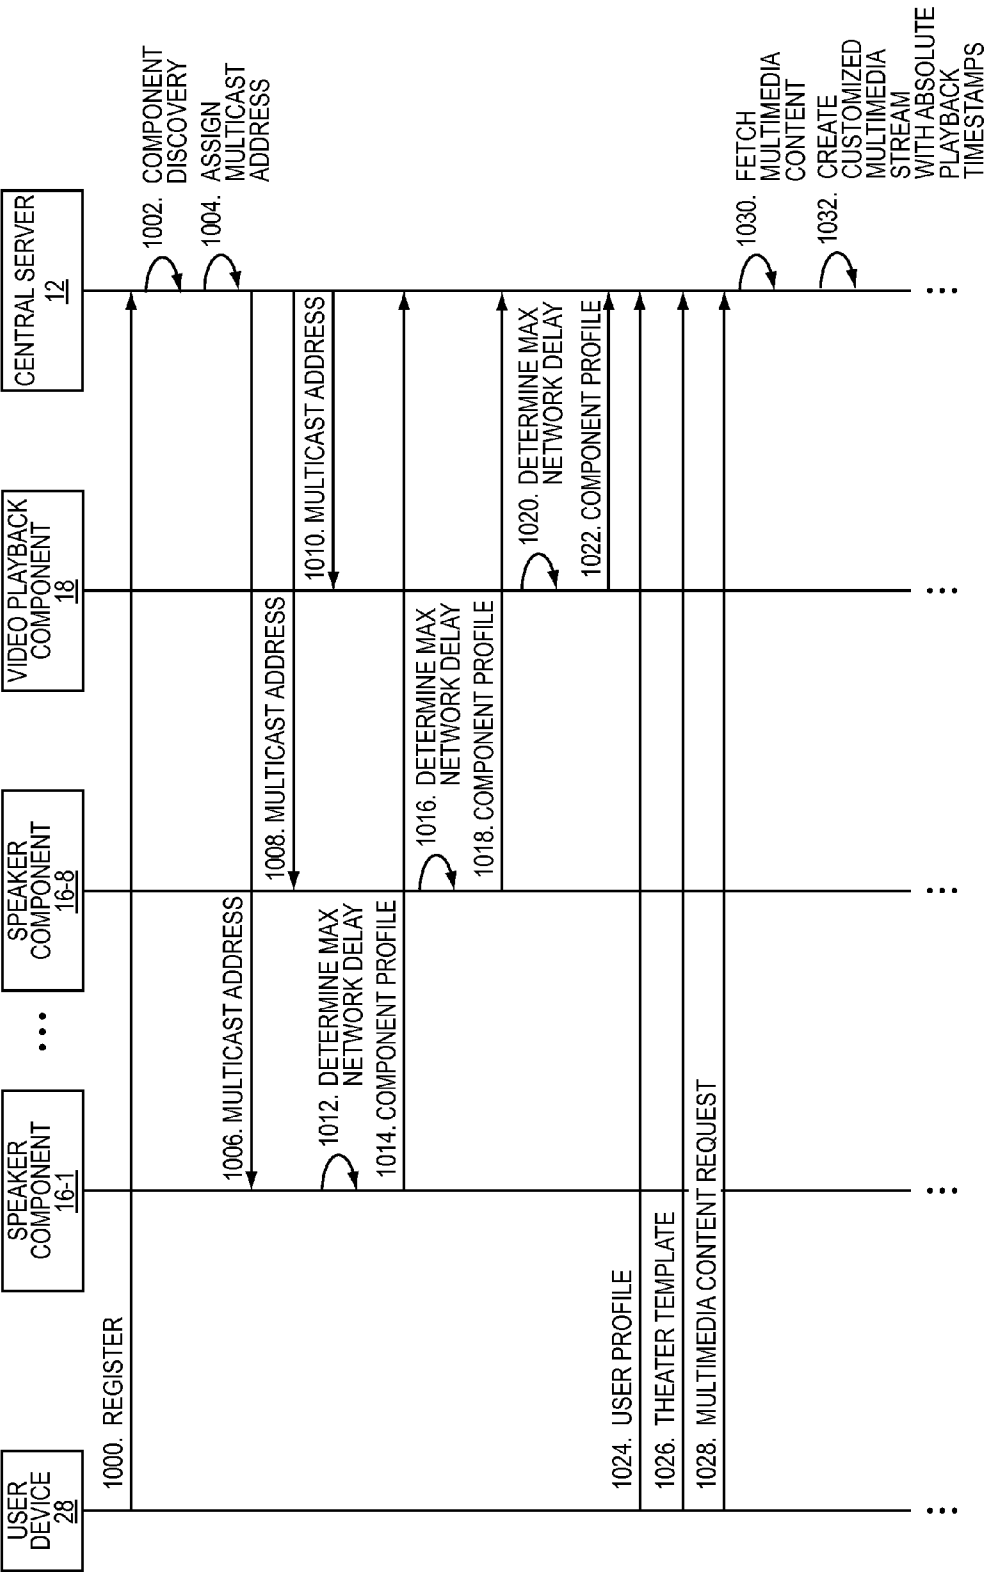 USER
DEVICE
28
SPEAKER
COMPONENT
16-1
•••
SPEAKER
COMPONENT
16-8
VIDEO PLAYBACK
COMPONENT
18
CENTRAL SERVER
12
1000. REGISTER
1002. COMPONENT
DISCOVERY
1004. ASSIGN
MULTICAST
ADDRESS
1006. MULTICAST ADDRESS
1008. MULTICAST ADDRESS
1010. MULTICAST ADDRESS
1012. DETERMINE MAX
NETWORK DELAY
1014. COMPONENT PROFILE
1016. DETERMINE MAX
NETWORK DELAY
1018. COMPONENT PROFILE
1020. DETERMINE MAX
NETWORK DELAY
1022. COMPONENT PROFILE
1024. USER PROFILE
1026. THEATER TEMPLATE
1028. MULTIMEDIA CONTENT REQUEST
1030. FETCH
MULTIMEDIA
CONTENT
1032. CREATE
CUSTOMIZED
MULTIMEDIA
STREAM
WITH ABSOLUTE
PLAYBACK
TIMESTAMPS
••• ••• ••• ••• •••